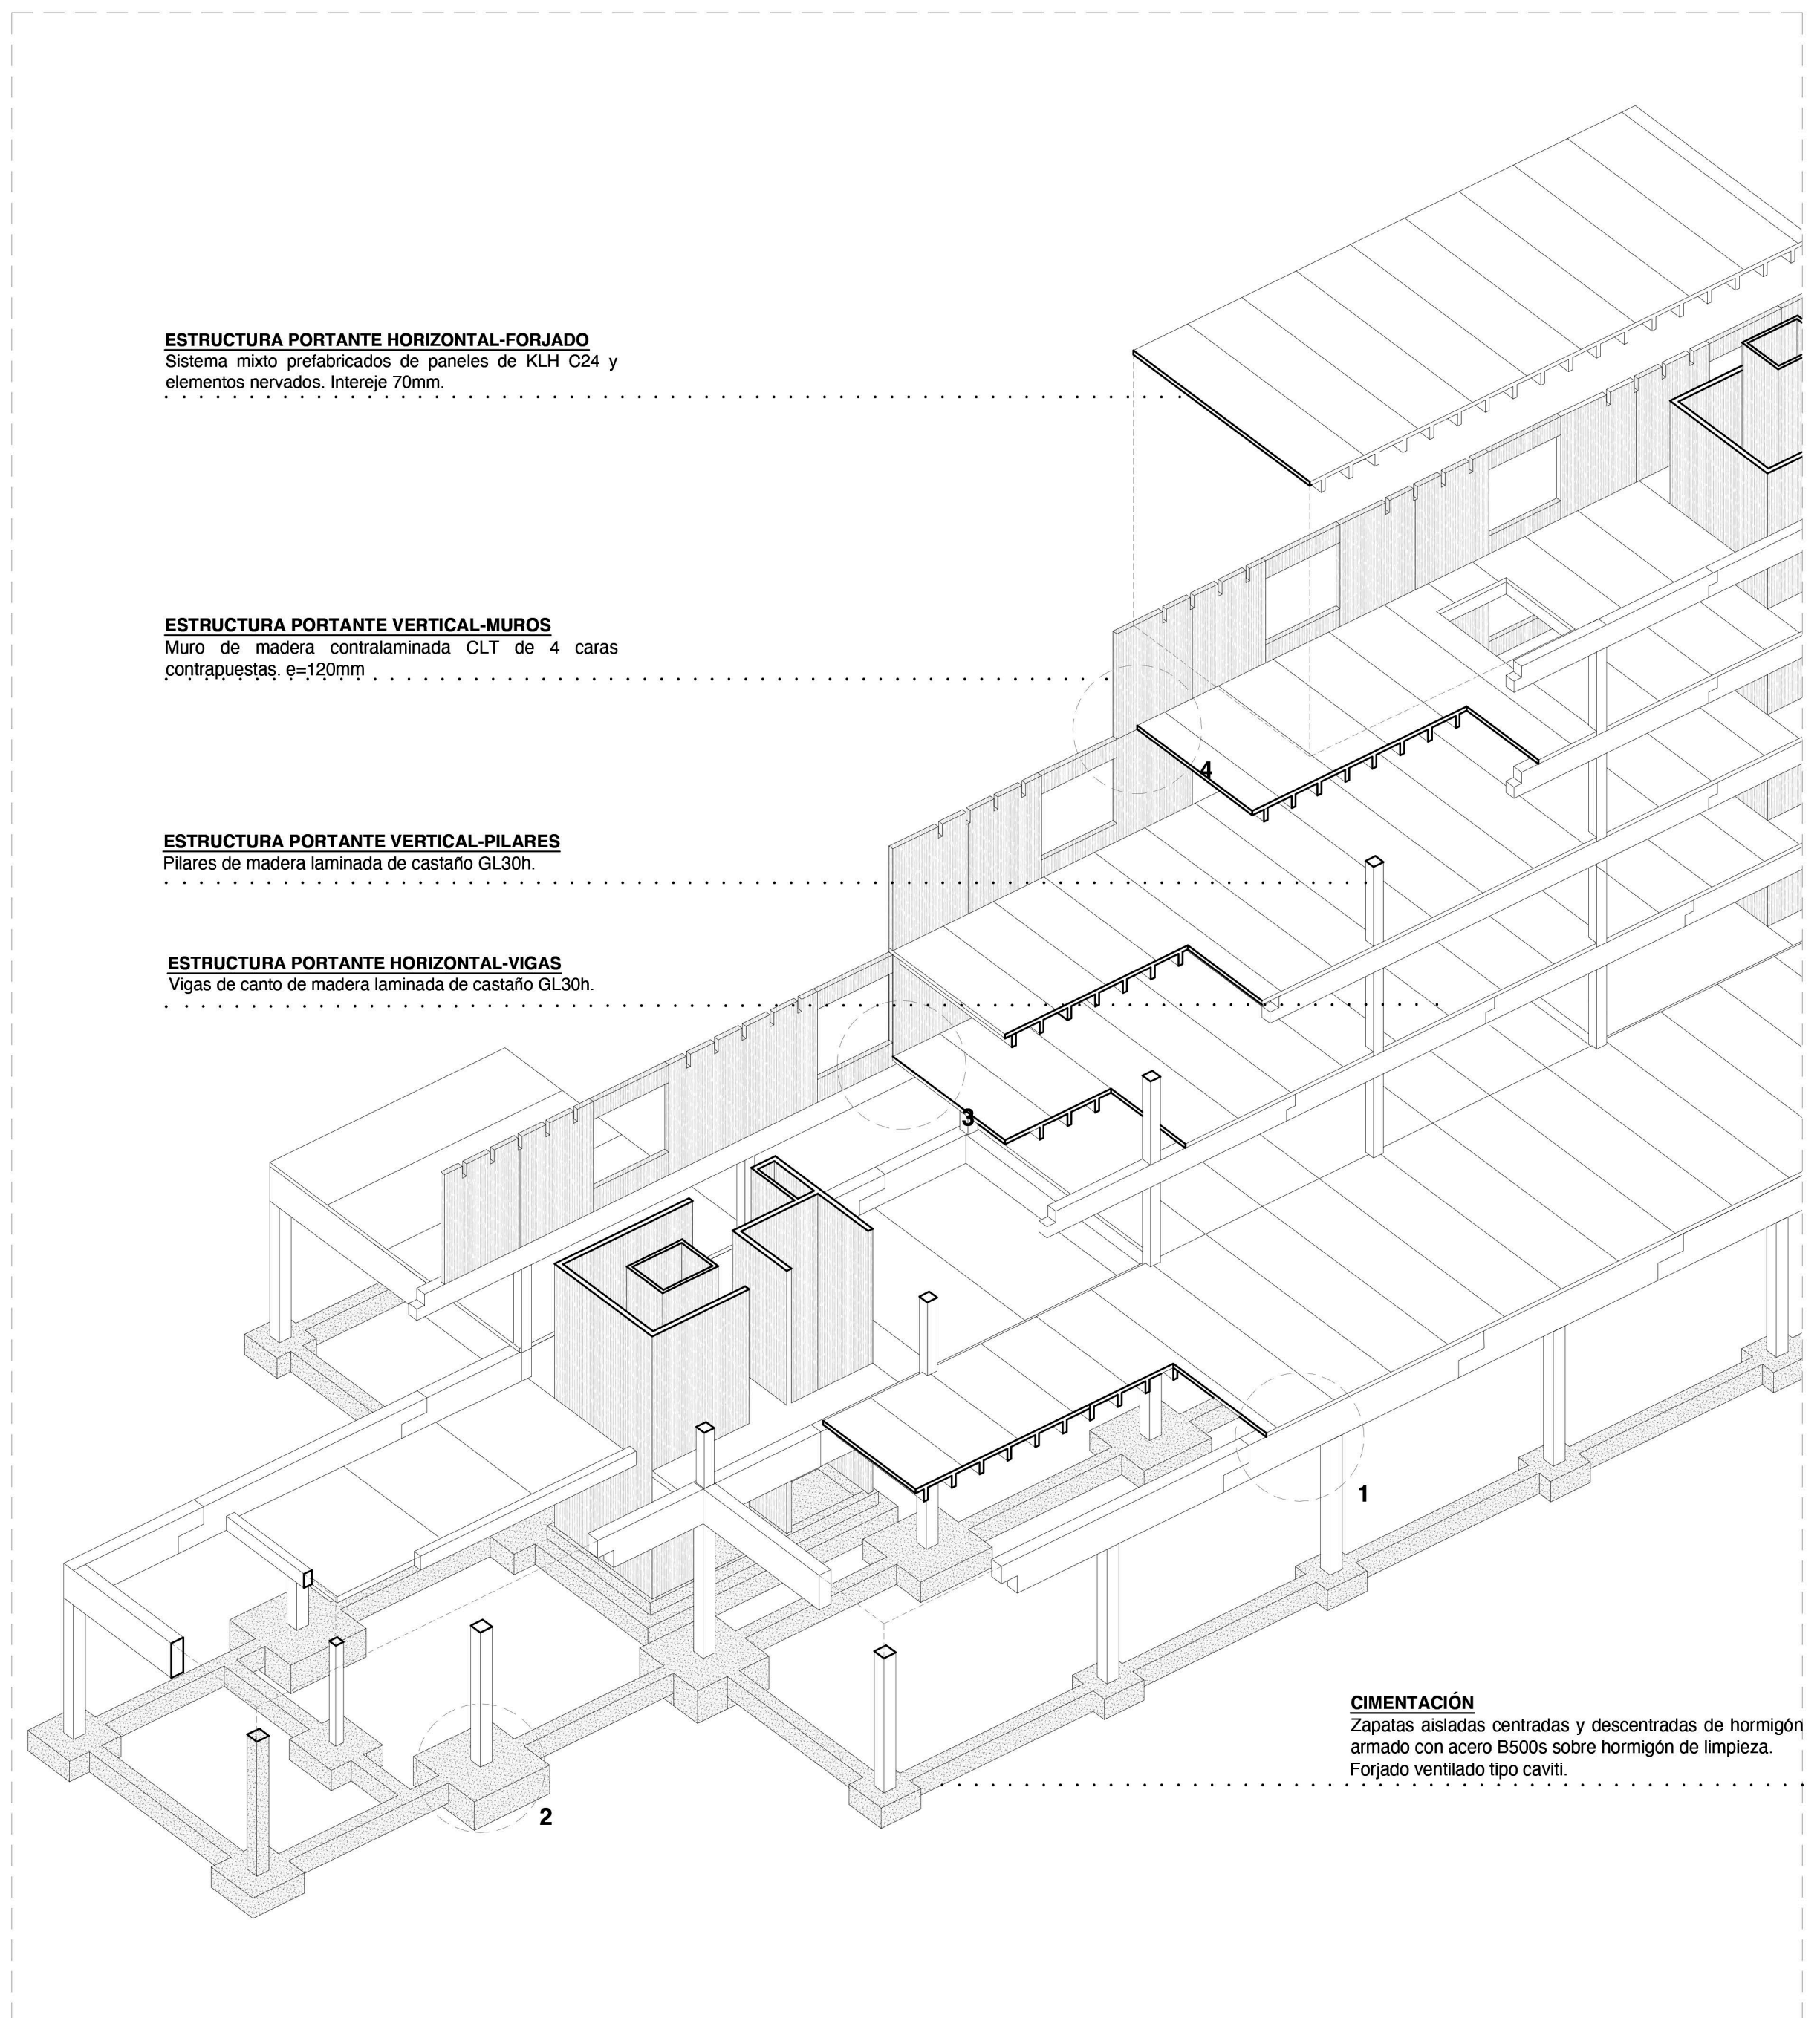 ESTRUCTURA PORTANTE HORIZONTAL-FORJADO
Sistema mixto prefabricados de paneles de KLH C24 y
elementos nervados. Intereje 70mm.
ESTRUCTURA PORTANTE VERTICAL-MUROS
Muro de madera contralaminada CLT de 4 caras
contrapuestas. e=120mm
4
ESTRUCTURA PORTANTE VERTICAL-PILARES
Pilares de madera laminada de castaño GL30h.
ESTRUCTURA PORTANTE HORIZONTAL-VIGAS
Vigas de canto de madera laminada de castaño GL30h.
3
1
CIMENTACIÓN
Zapatas aisladas centradas y descentradas de hormigón
armado con acero B500s sobre hormigón de limpieza.
Forjado ventilado tipo caviti.
2